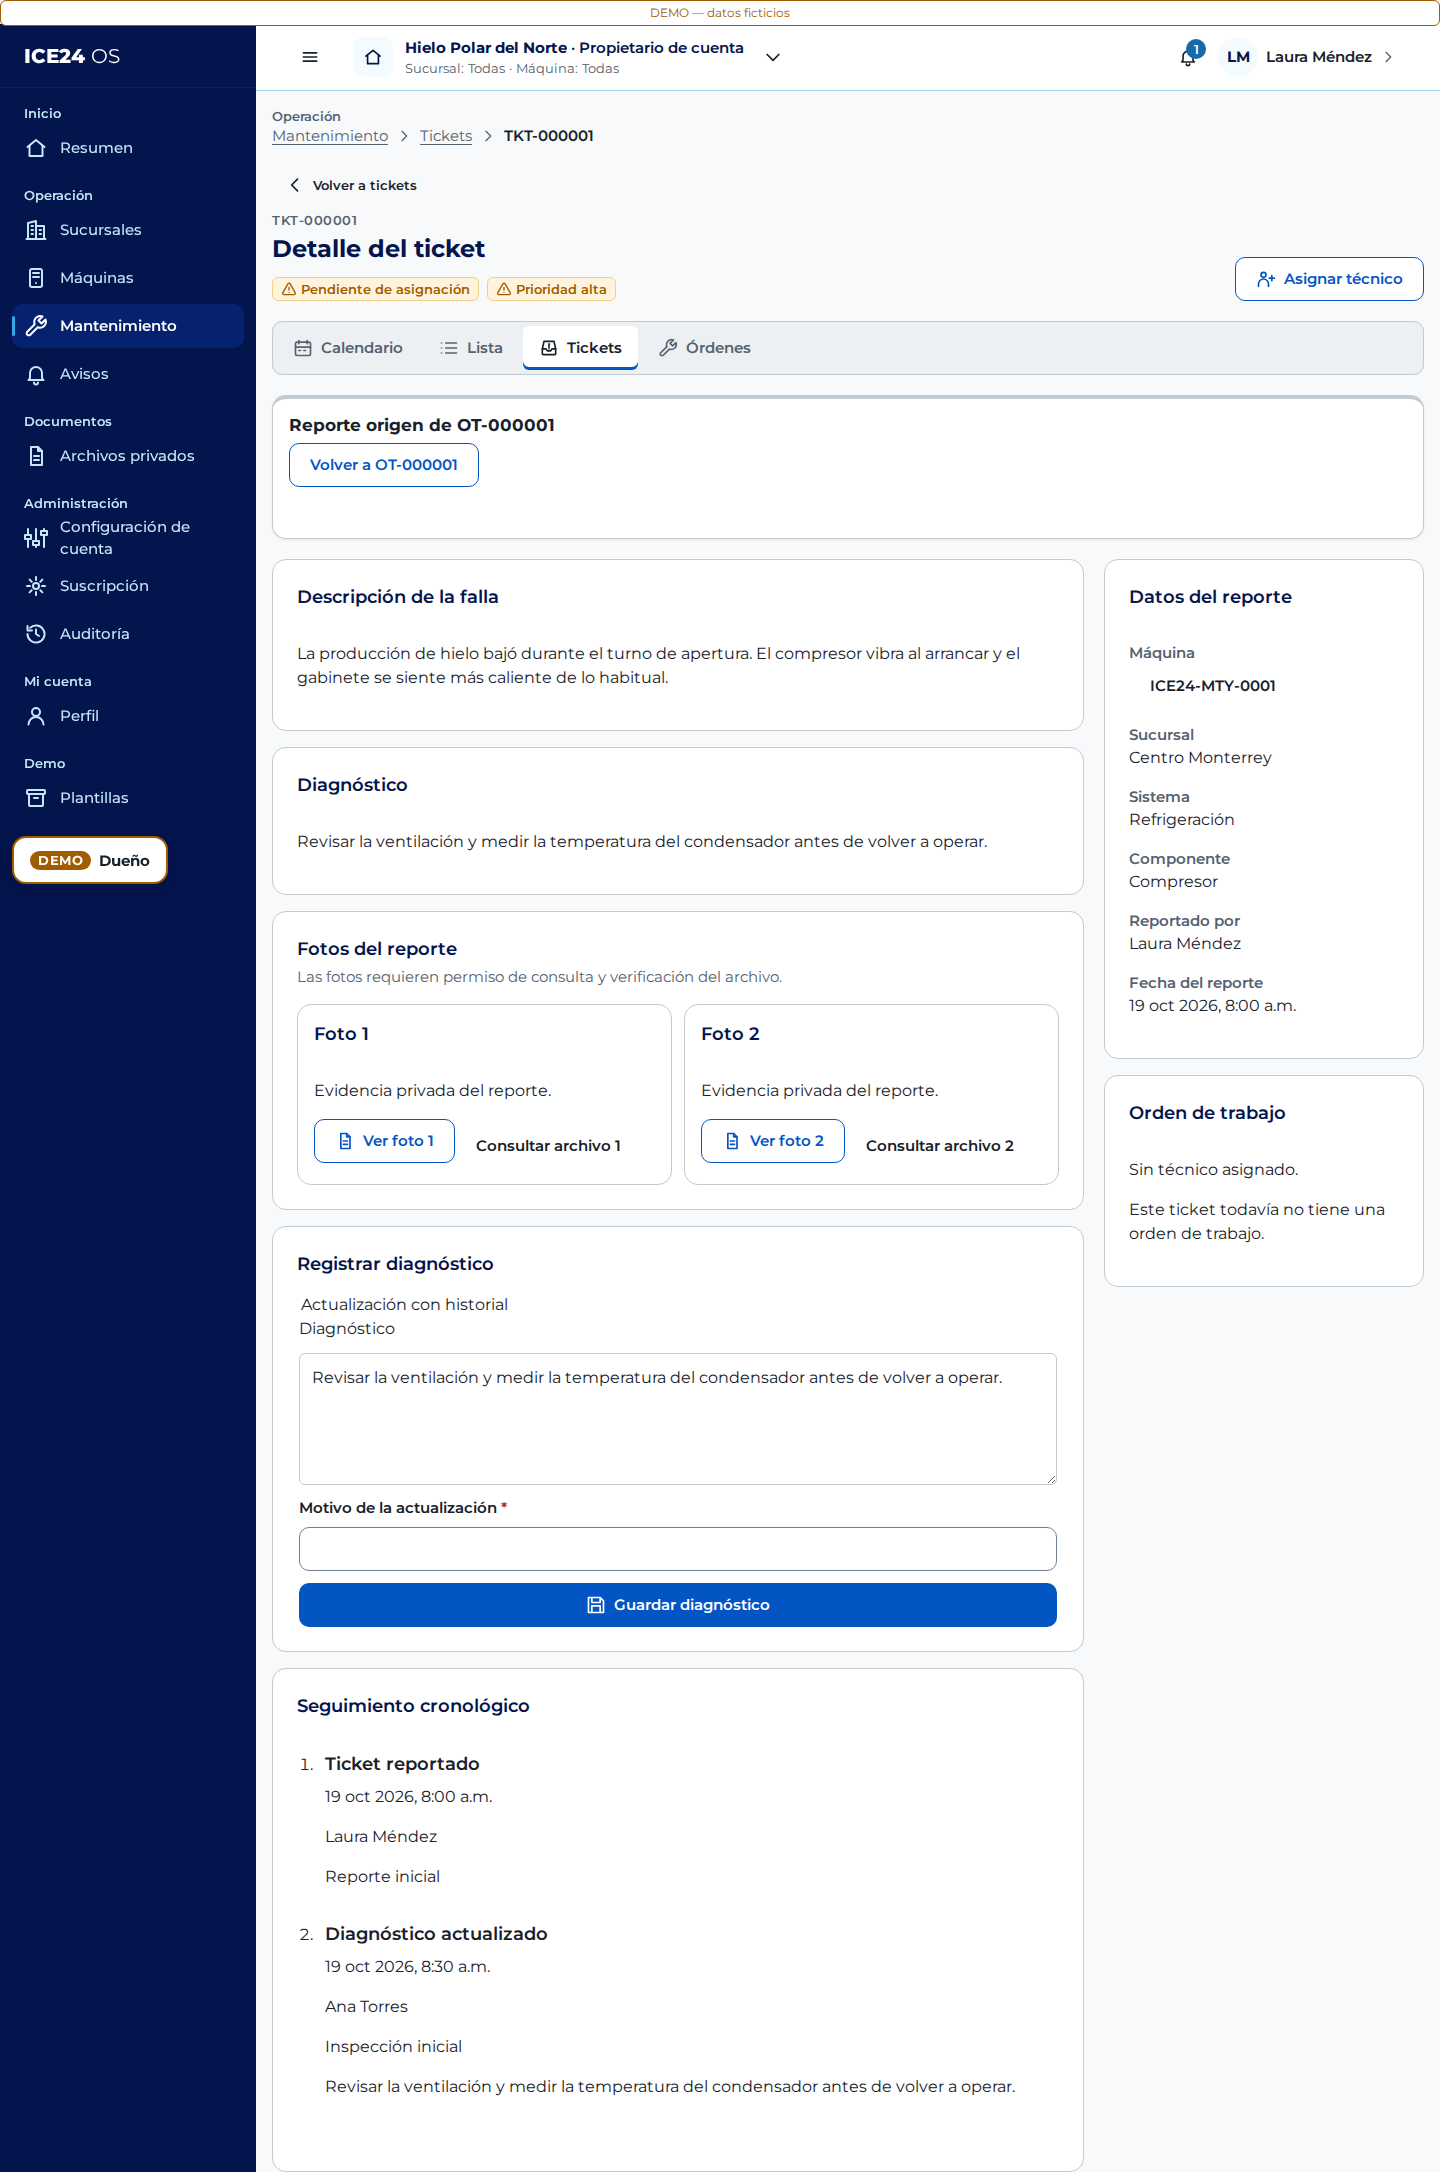 DEMO — datos ficticios
ICE24 OS
Inicio
Resumen
Operación
Sucursales
Máquinas
Mantenimiento
Avisos
Documentos
Archivos privados
Administración
Configuración de
cuenta
Suscripción
Auditoría
Mi cuenta
Perfil
Demo
Plantillas
DEMO Dueño
Hielo Polar del Norte · Propietario de cuenta
Sucursal: Todas · Máquina: Todas
1
LM Laura Méndez
Operación
Mantenimiento Tickets TKT-000001
Volver a tickets
TKT-000001
Detalle del ticket
Pendiente de asignación Prioridad alta
Asignar técnico
Calendario Lista Tickets Órdenes
Reporte origen de OT-000001
Volver a OT-000001
Descripción de la falla
La producción de hielo bajó durante el turno de apertura. El compresor vibra al arrancar y el
gabinete se siente más caliente de lo habitual.
Diagnóstico
Revisar la ventilación y medir la temperatura del condensador antes de volver a operar.
Fotos del reporte
Las fotos requieren permiso de consulta y verificación del archivo.
Foto 1
Evidencia privada del reporte.
Ver foto 1 Consultar archivo 1
Foto 2
Evidencia privada del reporte.
Ver foto 2 Consultar archivo 2
Registrar diagnóstico
Actualización con historial
Diagnóstico
Revisar la ventilación y medir la temperatura del condensador antes de volver a operar.
Motivo de la actualización *
Guardar diagnóstico
Seguimiento cronológico
1. Ticket reportado
19 oct 2026, 8:00 a.m.
Laura Méndez
Reporte inicial
2. Diagnóstico actualizado
19 oct 2026, 8:30 a.m.
Ana Torres
Inspección inicial
Revisar la ventilación y medir la temperatura del condensador antes de volver a operar.
Datos del reporte
Máquina
ICE24-MTY-0001
Sucursal
Centro Monterrey
Sistema
Refrigeración
Componente
Compresor
Reportado por
Laura Méndez
Fecha del reporte
19 oct 2026, 8:00 a.m.
Orden de trabajo
Sin técnico asignado.
Este ticket todavía no tiene una
orden de trabajo.